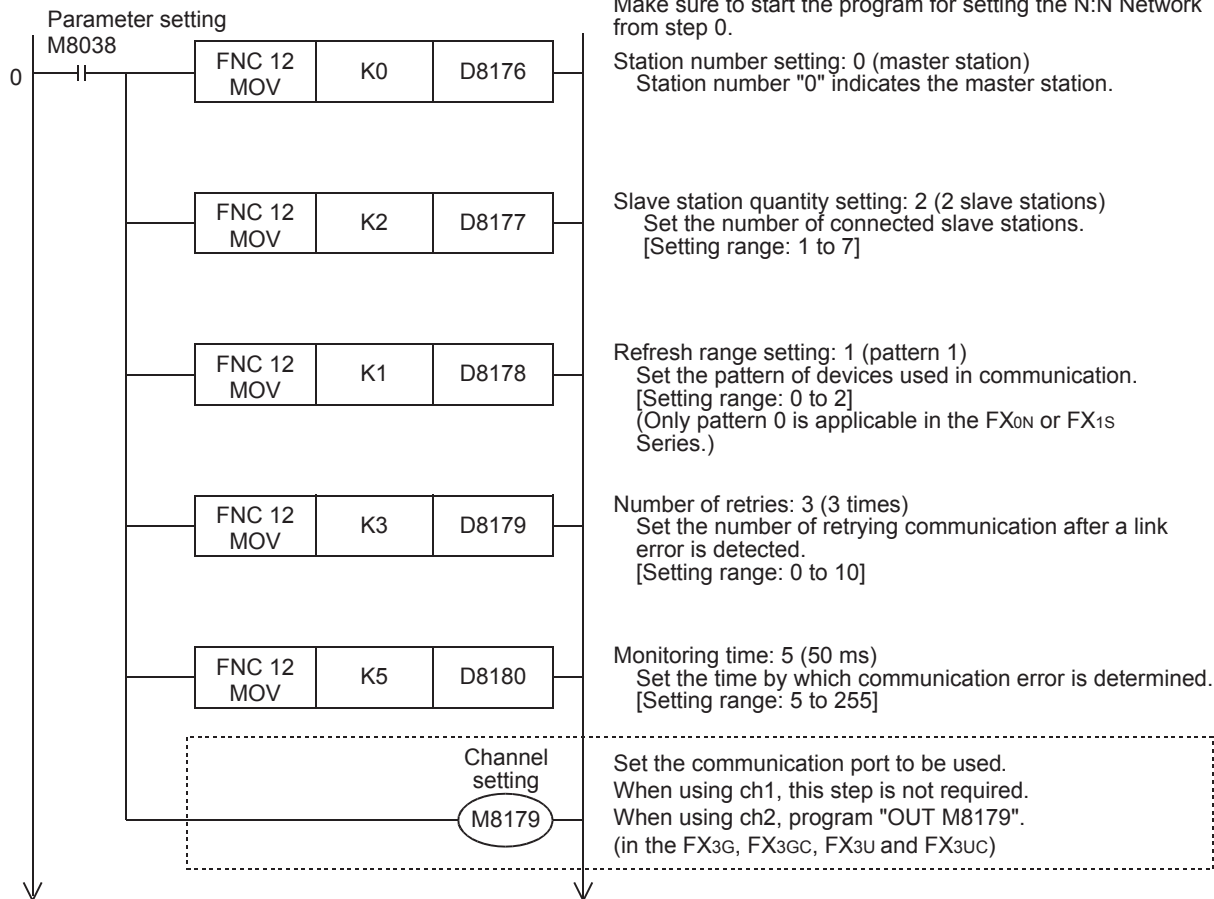 Make sure to start the program for setting the N:N Network
from step 0.
Parameter setting
M8038
0
FNC 12
MOV
K0
D8176
Station number setting: 0 (master station)
Station number "0" indicates the master station.
FNC 12
MOV
K2
D8177
Slave station quantity setting: 2 (2 slave stations)
Set the number of connected slave stations.
[Setting range: 1 to 7]
FNC 12
MOV
K1
D8178
Refresh range setting: 1 (pattern 1)
Set the pattern of devices used in communication.
[Setting range: 0 to 2]
(Only pattern 0 is applicable in the FX0N or FX1S
Series.)
FNC 12
MOV
K3
D8179
Number of retries: 3 (3 times)
Set the number of retrying communication after a link
error is detected.
[Setting range: 0 to 10]
FNC 12
MOV
K5
D8180
Monitoring time: 5 (50 ms)
Set the time by which communication error is determined.
[Setting range: 5 to 255]
Channel
setting
M8179
Set the communication port to be used.
When using ch1, this step is not required.
When using ch2, program "OUT M8179".
(in the FX3G, FX3GC, FX3U and FX3UC)